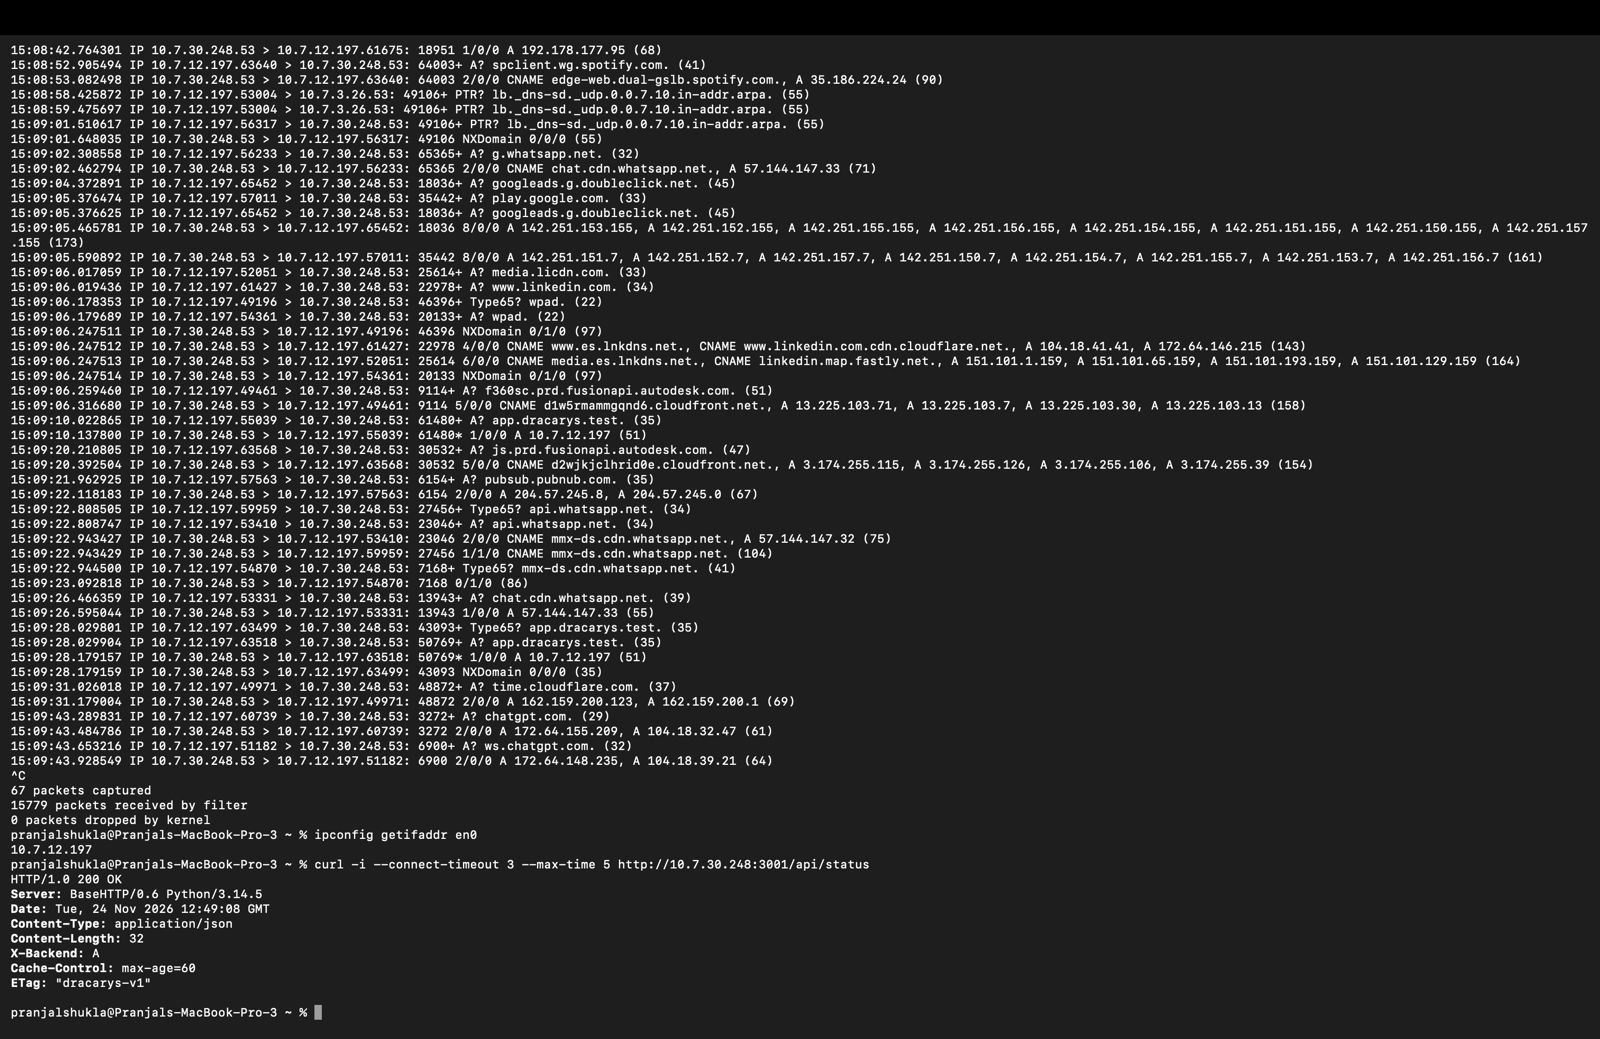 15:08:42.764301 IP 10.7.30.248.53 > 10.7.12.197.61675: 18951 1/0/0 A 192.178.177.95 (68)
15:08:52.905494 IP 10.7.12.197.63640 > 10.7.30.248.53: 64003+ A? spclient.wg.spotify.com. (41)
15:08:53.082498 IP 10.7.30.248.53 > 10.7.12.197.63640: 64003 2/0/0 CNAME edge-web.dual-gslb.spotify.com., A 35.186.224.24 (90)
15:08:58.425872 IP 10.7.12.197.53004 > 10.7.3.26.53: 49106+ PTR? lb._dns-sd._udp.0.0.7.10.in-addr.arpa. (55)
15:08:59.475697 IP 10.7.12.197.53004 > 10.7.3.26.53: 49106+ PTR? lb._dns-sd._udp.0.0.7.10.in-addr.arpa. (55)
15:09:01.510617 IP 10.7.12.197.56317 > 10.7.30.248.53: 49106+ PTR? lb._dns-sd._udp.0.0.7.10.in-addr.arpa. (55)
15:09:01.648035 IP 10.7.30.248.53 > 10.7.12.197.56317: 49106 NXDomain 0/0/0 (55)
15:09:02.308558 IP 10.7.12.197.56233 > 10.7.30.248.53: 65365+ A? g.whatsapp.net. (32)
15:09:02.462794 IP 10.7.30.248.53 > 10.7.12.197.56233: 65365 2/0/0 CNAME chat.cdn.whatsapp.net., A 57.144.147.33 (71)
15:09:04.372891 IP 10.7.12.197.65452 > 10.7.30.248.53: 18036+ A? googleads.g.doubleclick.net. (45)
15:09:05.376474 IP 10.7.12.197.57011 > 10.7.30.248.53: 35442+ A? play.google.com. (33)
15:09:05.376625 IP 10.7.12.197.65452 > 10.7.30.248.53: 18036+ A? googleads.g.doubleclick.net. (45)
15:09:05.465781 IP 10.7.30.248.53 > 10.7.12.197.65452: 18036 8/0/0 A 142.251.153.155, A 142.251.152.155, A 142.251.155.155, A 142.251.156.155, A 142.251.154.155, A 142.251.151.155, A 142.251.150.155, A 142.251.157
.155 (173)
15:09:05.590892 IP 10.7.30.248.53 > 10.7.12.197.57011: 35442 8/0/0 A 142.251.151.7, A 142.251.152.7, A 142.251.157.7, A 142.251.150.7, A 142.251.154.7, A 142.251.155.7, A 142.251.153.7, A 142.251.156.7 (161)
15:09:06.017059 IP 10.7.12.197.52051 > 10.7.30.248.53: 25614+ A? media.licdn.com. (33)
15:09:06.019436 IP 10.7.12.197.61427 > 10.7.30.248.53: 22978+ A? www.linkedin.com. (34)
15:09:06.178353 IP 10.7.12.197.49196 > 10.7.30.248.53: 46396+ Type65? wpad. (22)
15:09:06.179689 IP 10.7.12.197.54361 > 10.7.30.248.53: 20133+ A? wpad. (22)
15:09:06.247511 IP 10.7.30.248.53 > 10.7.12.197.49196: 46396 NXDomain 0/1/0 (97)
15:09:06.247512 IP 10.7.30.248.53 > 10.7.12.197.61427: 22978 4/0/0 CNAME www.es.lnkdns.net., CNAME www.linkedin.com.cdn.cloudflare.net., A 104.18.41.41, A 172.64.146.215 (143)
15:09:06.247513 IP 10.7.30.248.53 > 10.7.12.197.52051: 25614 6/0/0 CNAME media.es.lnkdns.net., CNAME linkedin.map.fastly.net., A 151.101.1.159, A 151.101.65.159, A 151.101.193.159, A 151.101.129.159 (164)
15:09:06.247514 IP 10.7.30.248.53 > 10.7.12.197.54361: 20133 NXDomain 0/1/0 (97)
15:09:06.259460 IP 10.7.12.197.49461 > 10.7.30.248.53: 9114+ A? f360sc.prd.fusionapi.autodesk.com. (51)
15:09:06.316680 IP 10.7.30.248.53 > 10.7.12.197.49461: 9114 5/0/0 CNAME d1w5rmammgqnd6.cloudfront.net., A 13.225.103.71, A 13.225.103.7, A 13.225.103.30, A 13.225.103.13 (158)
15:09:10.022865 IP 10.7.12.197.55039 > 10.7.30.248.53: 61480+ A? app.dracarys.test. (35)
15:09:10.137800 IP 10.7.30.248.53 > 10.7.12.197.55039: 61480* 1/0/0 A 10.7.12.197 (51)
15:09:20.210805 IP 10.7.12.197.63568 > 10.7.30.248.53: 30532+ A? js.prd.fusionapi.autodesk.com. (47)
15:09:20.392504 IP 10.7.30.248.53 > 10.7.12.197.63568: 30532 5/0/0 CNAME d2wjkjclhrid0e.cloudfront.net., A 3.174.255.115, A 3.174.255.126, A 3.174.255.106, A 3.174.255.39 (154)
15:09:21.962925 IP 10.7.12.197.57563 > 10.7.30.248.53: 6154+ A? pubsub.pubnub.com. (35)
15:09:22.118183 IP 10.7.30.248.53 > 10.7.12.197.57563: 6154 2/0/0 A 204.57.245.8, A 204.57.245.0 (67)
15:09:22.808505 IP 10.7.12.197.59959 > 10.7.30.248.53: 27456+ Type65? api.whatsapp.net. (34)
15:09:22.808747 IP 10.7.12.197.53410 > 10.7.30.248.53: 23046+ A? api.whatsapp.net. (34)
15:09:22.943427 IP 10.7.30.248.53 > 10.7.12.197.53410: 23046 2/0/0 CNAME mmx-ds.cdn.whatsapp.net., A 57.144.147.32 (75)
15:09:22.943429 IP 10.7.30.248.53 > 10.7.12.197.59959: 27456 1/1/0 CNAME mmx-ds.cdn.whatsapp.net. (104)
15:09:22.944500 IP 10.7.12.197.54870 > 10.7.30.248.53: 7168+ Type65? mmx-ds.cdn.whatsapp.net. (41)
15:09:23.092818 IP 10.7.30.248.53 > 10.7.12.197.54870: 7168 0/1/0 (86)
15:09:26.466359 IP 10.7.12.197.53331 > 10.7.30.248.53: 13943+ A? chat.cdn.whatsapp.net. (39)
15:09:26.595044 IP 10.7.30.248.53 > 10.7.12.197.53331: 13943 1/0/0 A 57.144.147.33 (55)
15:09:28.029801 IP 10.7.12.197.63499 > 10.7.30.248.53: 43093+ Type65? app.dracarys.test. (35)
15:09:28.029904 IP 10.7.12.197.63518 > 10.7.30.248.53: 50769+ A? app.dracarys.test. (35)
15:09:28.179157 IP 10.7.30.248.53 > 10.7.12.197.63518: 50769* 1/0/0 A 10.7.12.197 (51)
15:09:28.179159 IP 10.7.30.248.53 > 10.7.12.197.63499: 43093 NXDomain 0/0/0 (35)
15:09:31.026018 IP 10.7.12.197.49971 > 10.7.30.248.53: 48872+ A? time.cloudflare.com. (37)
15:09:31.179004 IP 10.7.30.248.53 > 10.7.12.197.49971: 48872 2/0/0 A 162.159.200.123, A 162.159.200.1 (69)
15:09:43.289831 IP 10.7.12.197.60739 > 10.7.30.248.53: 3272+ A? chatgpt.com. (29)
15:09:43.484786 IP 10.7.30.248.53 > 10.7.12.197.60739: 3272 2/0/0 A 172.64.155.209, A 104.18.32.47 (61)
15:09:43.653216 IP 10.7.12.197.51182 > 10.7.30.248.53: 6900+ A? ws.chatgpt.com. (32)
15:09:43.928549 IP 10.7.30.248.53 > 10.7.12.197.51182: 6900 2/0/0 A 172.64.148.235, A 104.18.39.21 (64)
^C
67 packets captured
15779 packets received by filter
0 packets dropped by kernel
pranjalshukla@Pranjals-MacBook-Pro-3 ~ % ipconfig getifaddr en0
10.7.12.197
pranjalshukla@Pranjals-MacBook-Pro-3 ~ % curl -i --connect-timeout 3 --max-time 5 http://10.7.30.248:3001/api/status
HTTP/1.0 200 OK
Server: BaseHTTP/0.6 Python/3.14.5
Date: Tue, 24 Nov 2026 12:49:08 GMT
Content-Type: application/json
Content-Length: 32
X-Backend: A
Cache-Control: max-age=60
ETag: "dracarys-v1"
pranjalshukla@Pranjals-MacBook-Pro-3 ~ %